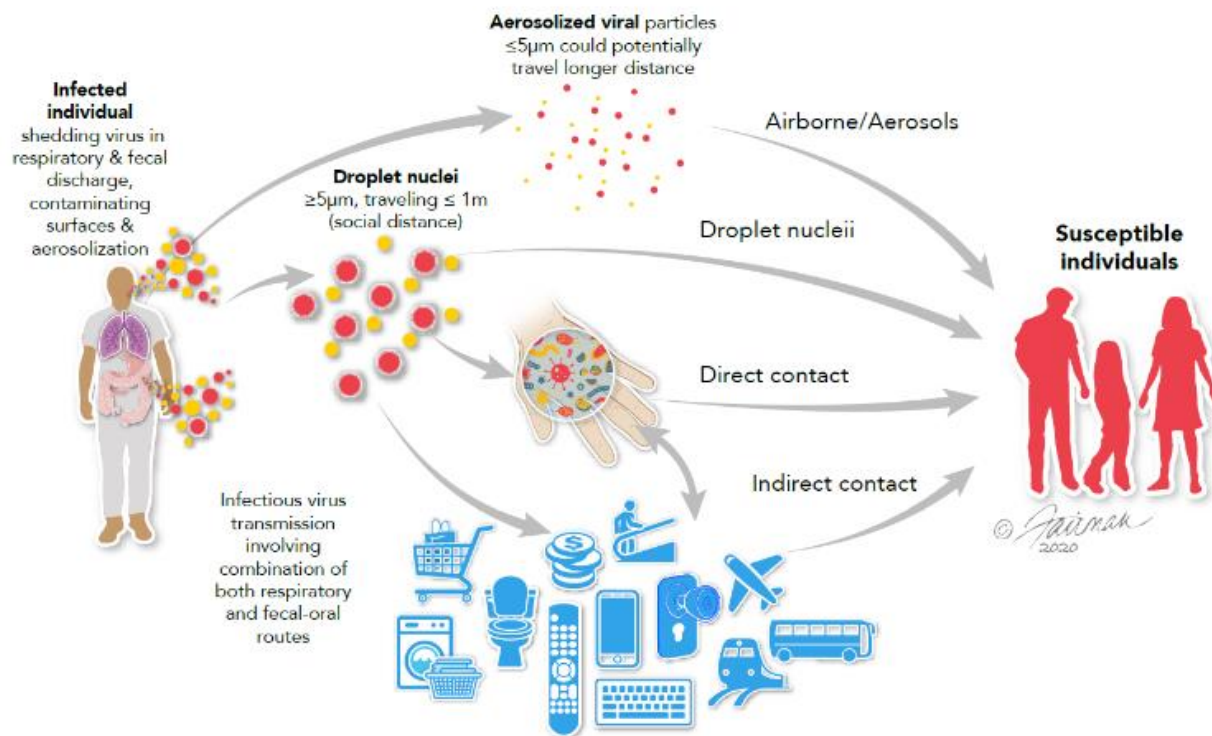 Aerosolized viral particles
≤5µm could potentially
travel longer distance
Infected
individual
shedding virus in
respiratory & fecal
discharge,
contaminating
surfaces &
aerosolization
Droplet nuclei
≥5µm, traveling ≤ 1m
(social distance)
Airborne/Aerosols
Droplet nucleii
Susceptible
individuals
Direct contact
Indirect contact
Infectious virus
transmission
involving
combination of
both respiratory
and fecal-oral
routes
$
© Fairman
2020